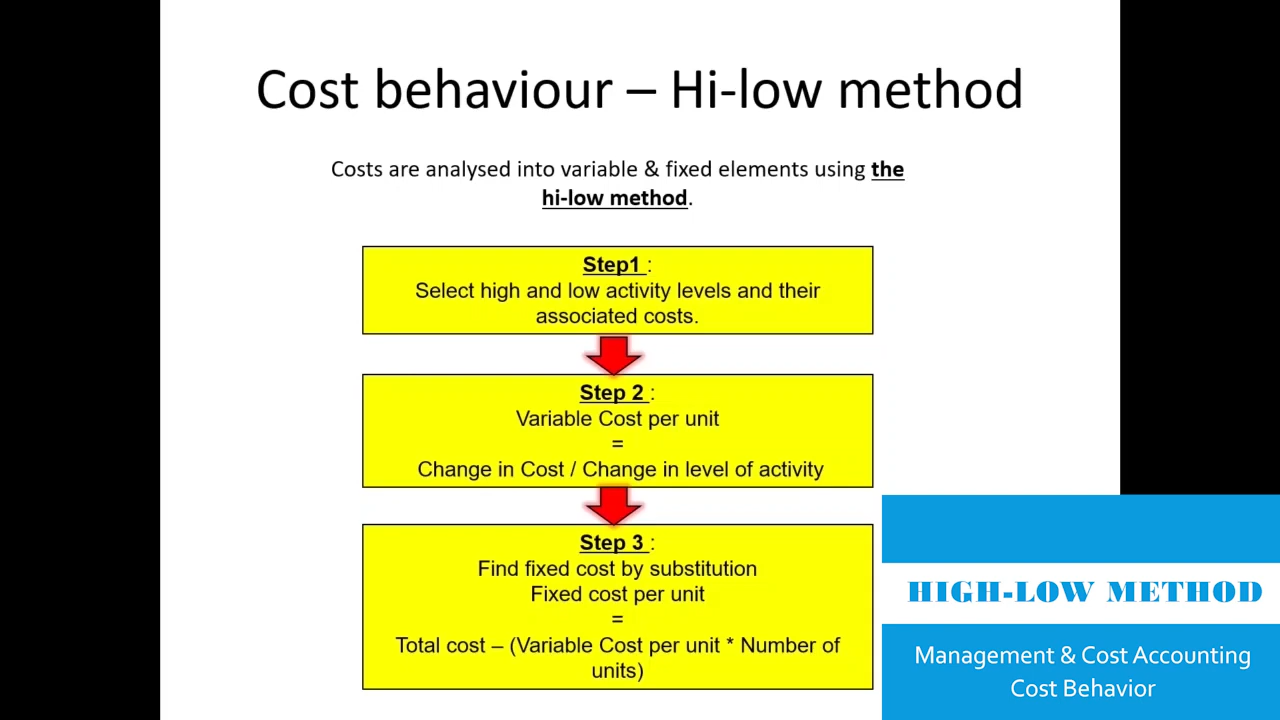 Cost behaviour – Hi-low method
Costs are analysed into variable & fixed elements using the
hi-low method.
Step1 :
Select high and low activity levels and their
associated costs.
Step 2 :
Variable Cost per unit
=
Change in Cost / Change in level of activity
Step 3 :
Find fixed cost by substitution
Fixed cost per unit
=
Total cost – (Variable Cost per unit * Number of
units)
HIGH-LOW METHOD
Management & Cost Accounting
Cost Behavior